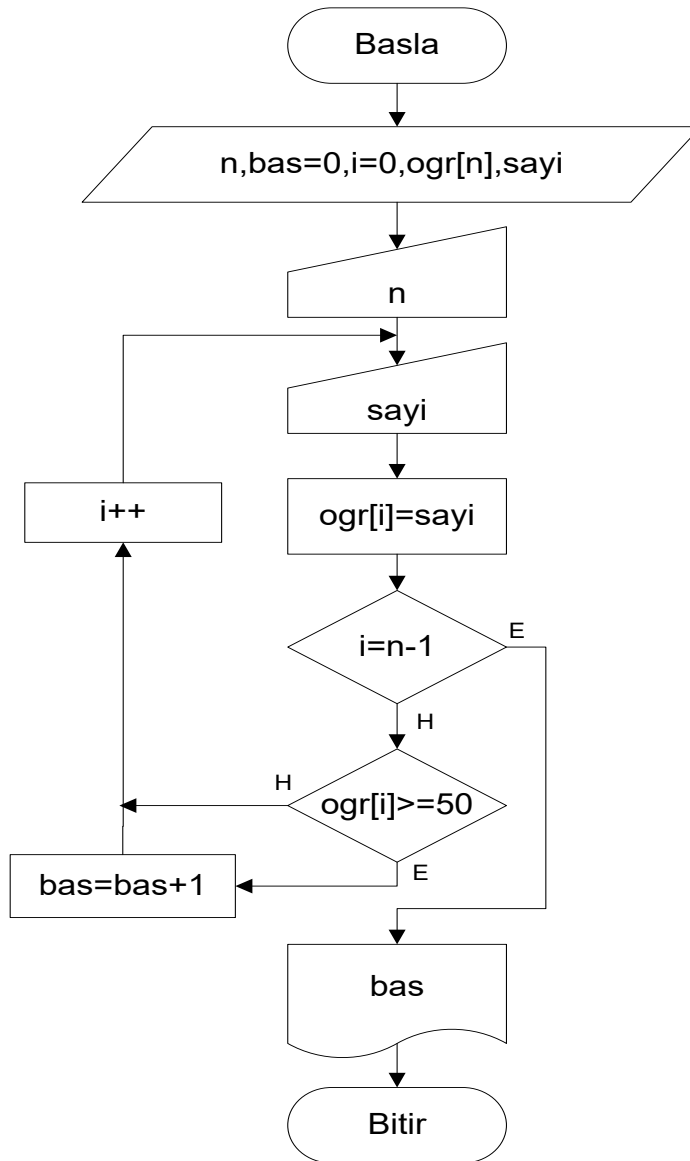 Basla
n,bas=0,i=0,ogr[n],sayi
n
sayi
i++
ogr[i]=sayi
i=n-1
E
H
H
ogr[i]>=50
E
bas=bas+1
bas
Bitir